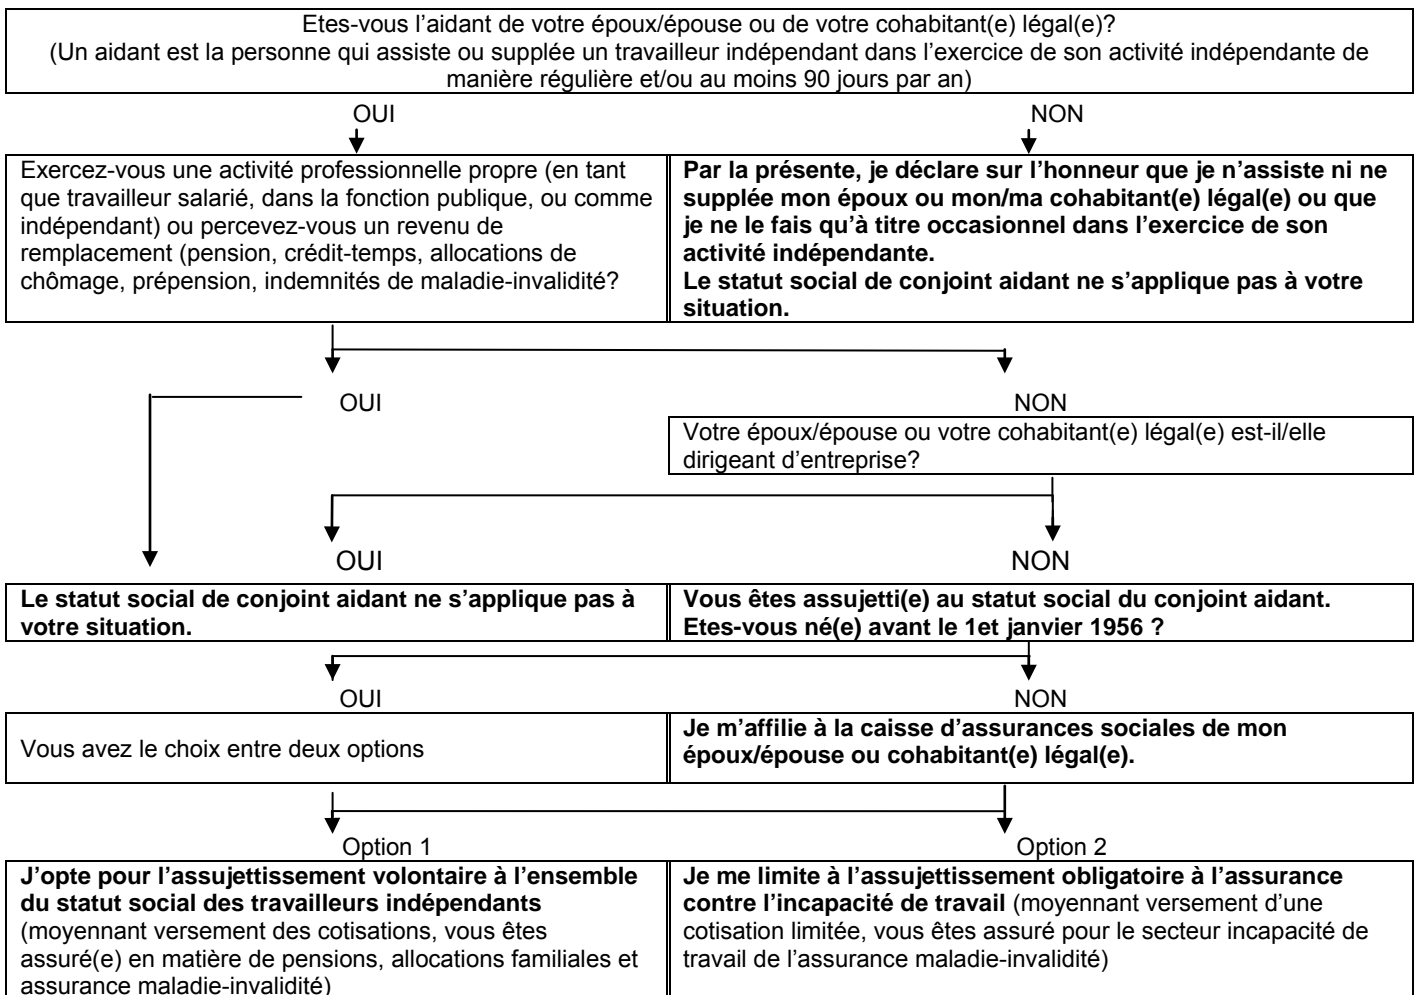 Etes-vous l'aidant de votre époux/épouse ou de votre cohabitant(e) légal(e)?
(Un aidant est la personne qui assiste ou supplée un travailleur indépendant dans l'exercice de son activité indépendante de
manière régulière et/ou au moins 90 jours par an)
OUI
NON
Exercez-vous une activité professionnelle propre (en tant
que travailleur salarié, dans la fonction publique, ou comme
indépendant) ou percevez-vous un revenu de
remplacement (pension, crédit-temps, allocations de
chômage, prépension, indemnités de maladie-invalidité?
Par la présente, je déclare sur l'honneur que je n'assiste ni ne
supplée mon époux ou mon/ma cohabitant(e) légal(e) ou que
je ne le fais qu'à titre occasionnel dans l'exercice de son
activité indépendante.
Le statut social de conjoint aidant ne s'applique pas à votre
situation.
OUI
NON
Votre époux/épouse ou votre cohabitant(e) légal(e) est-il/elle
dirigeant d'entreprise?
OUI
NON
Le statut social de conjoint aidant ne s'applique pas à
votre situation.
Vous êtes assujetti(e) au statut social du conjoint aidant.
Etes-vous né(e) avant le 1et janvier 1956 ?
OUI
NON
Vous avez le choix entre deux options
Je m'affilie à la caisse d'assurances sociales de mon
époux/épouse ou cohabitant(e) légal(e).
Option 1
Option 2
J'opte pour l'assujettissement volontaire à l'ensemble
du statut social des travailleurs indépendants
(moyennant versement des cotisations, vous êtes
assuré(e) en matière de pensions, allocations familiales et
assurance maladie-invalidité)
Je me limite à l'assujettissement obligatoire à l'assurance
contre l'incapacité de travail (moyennant versement d'une
cotisation limitée, vous êtes assuré pour le secteur incapacité de
travail de l'assurance maladie-invalidité)